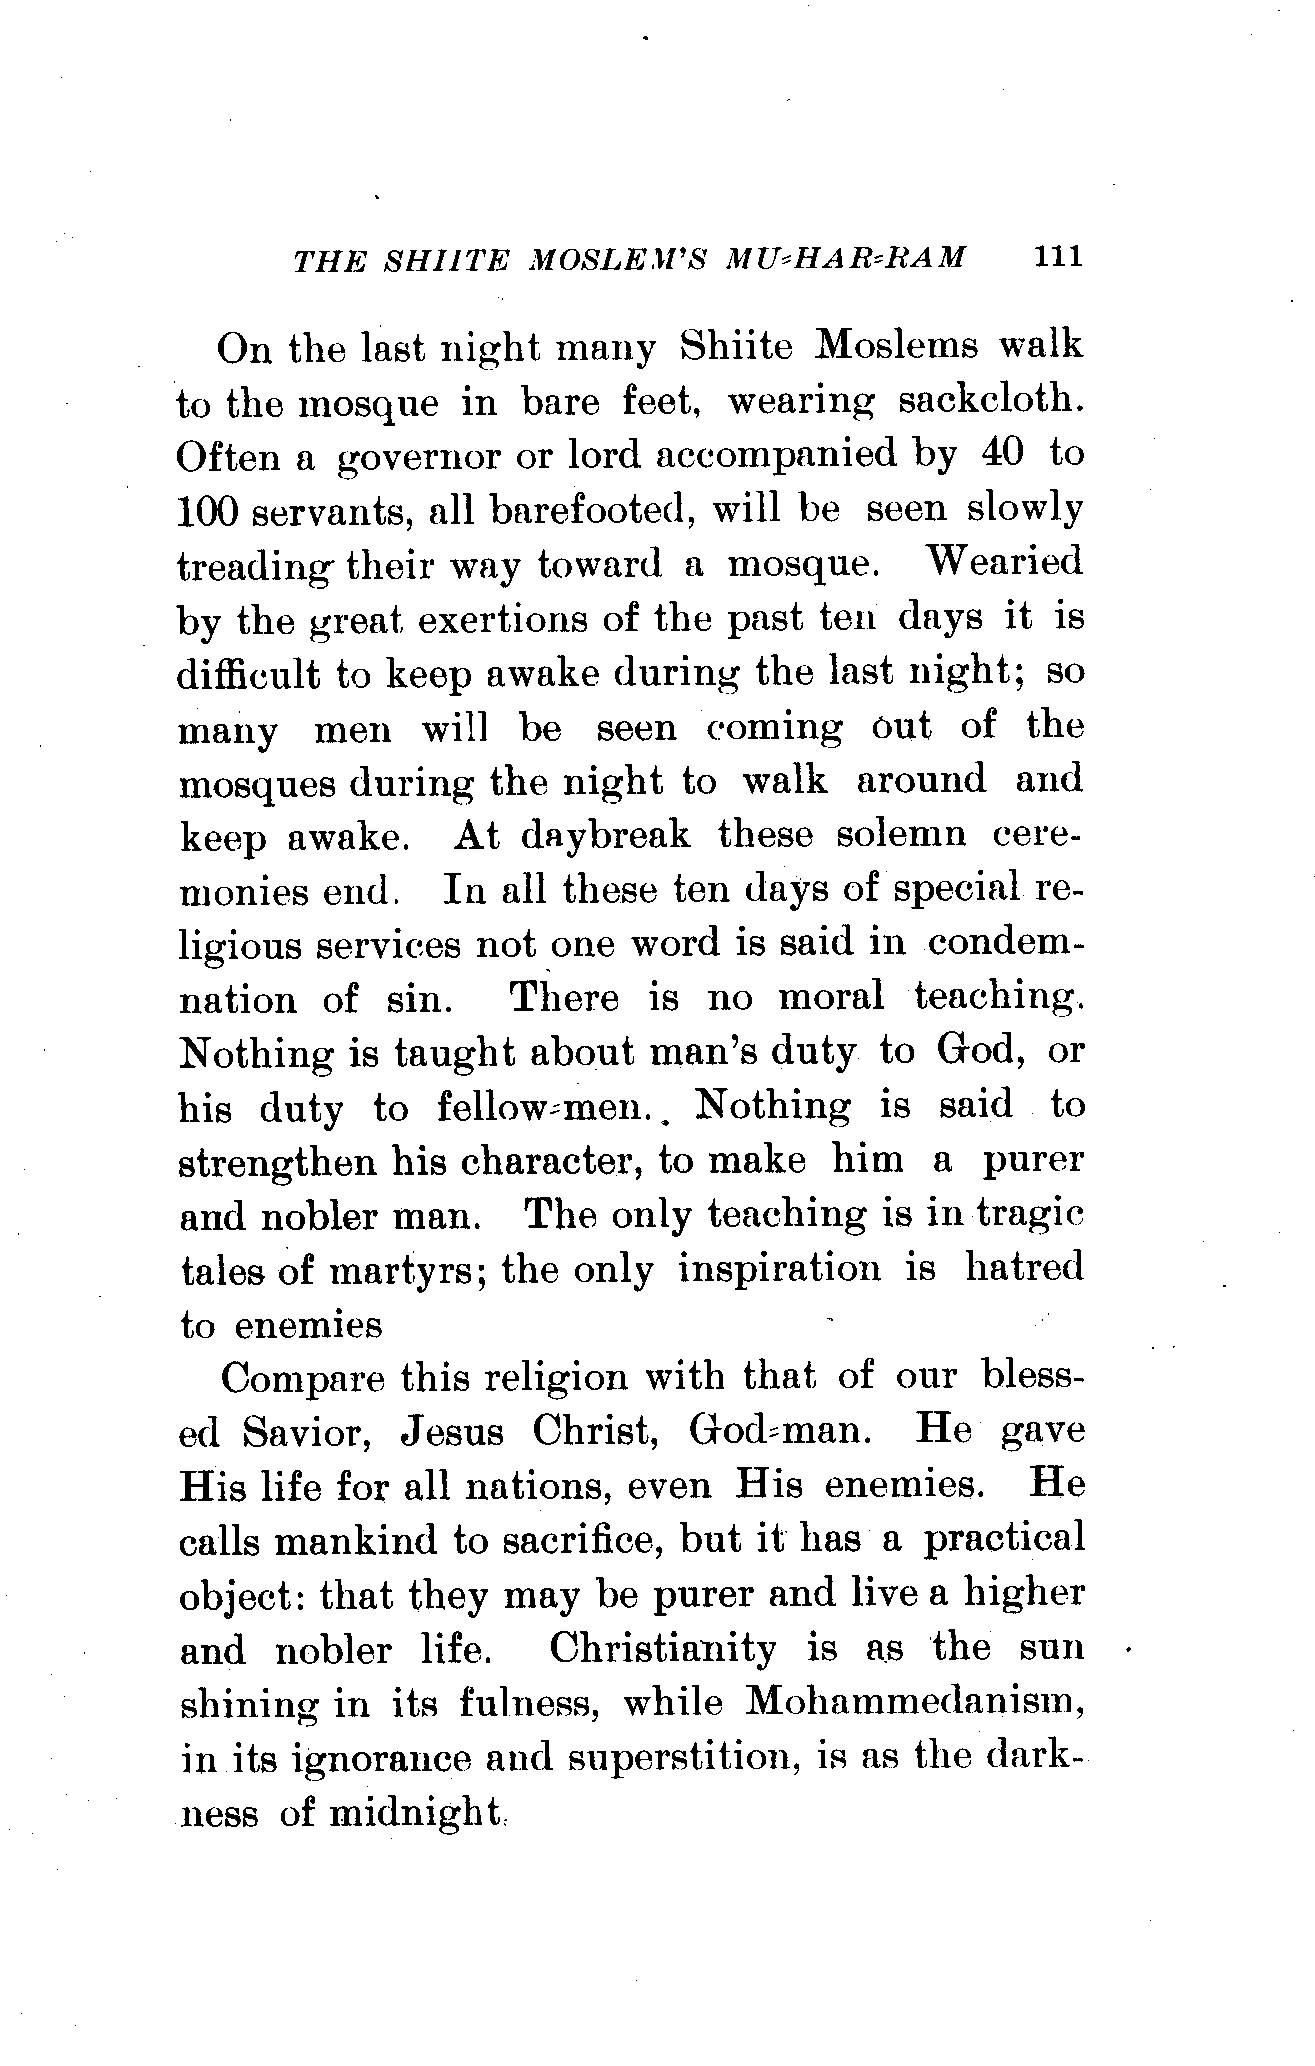 THE SHIITE MOSLEM'S MU-HAR-RAM 111
On the last night many Shiite Moslems walk
to the mosque in bare feet, wearing sackcloth.
Often a governor or lord accompanied by 40 to
100 servants, all barefooted, will be seen slowly
treading their way toward a mosque. Wearied
by the great exertions of the past ten days it is
difficult to keep awake during the last night; so
many men will be seen coming out of the
mosques during the night to walk around and
keep awake. At daybreak these solemn cere-
monies end. In all these ten days of special re-
ligious services not one word is said in condem-
nation of sin. There is no moral teaching.
Nothing is taught about man's duty to God, or
his duty to fellow-men. Nothing is said to
strengthen his character, to make him a purer
and nobler man. The only teaching is in tragic
tales of martyrs; the only inspiration is hatred
to enemies
Compare this religion with that of our bless-
ed Savior, Jesus Christ, God-man. He gave
His life for all nations, even His enemies. He
calls mankind to sacrifice, but it has a practical
object: that they may be purer and live a higher
and nobler life. Christianity is as the sun
shining in its fulness, while Mohammedanism,
in its ignorance and superstition, is as the dark-
ness of midnight.